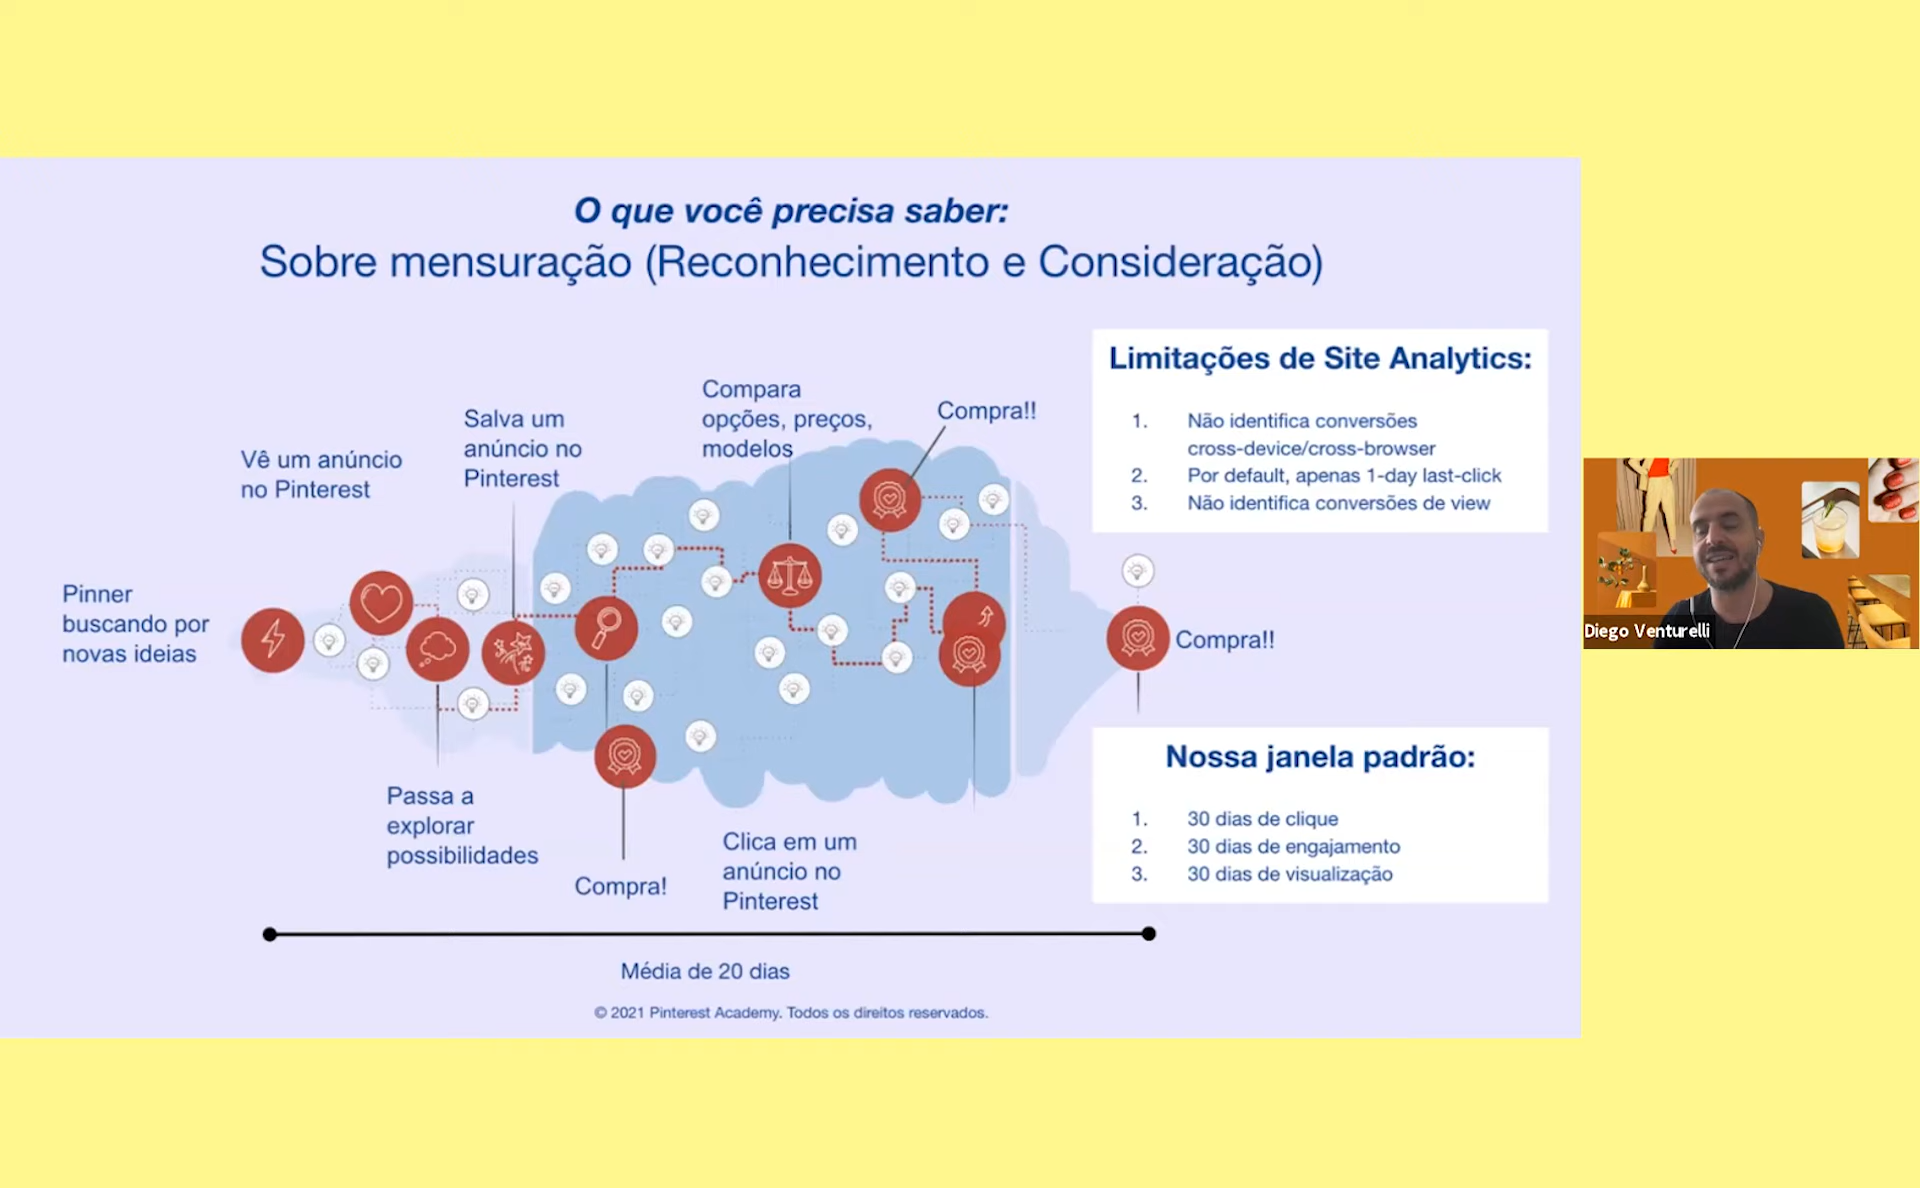 O que você precisa saber:
Sobre mensuração (Reconhecimento e Consideração)
Pinner
buscando por
novas ideias
Vê um anúncio
no Pinterest
Passa a
explorar
possibilidades
Salva um
anúncio no
Pinterest
Compra!
Compara
opções, preços,
modelos
Clica em um
anúncio no
Pinterest
Compra!!
Compra!!
Limitações de Site Analytics:
1. Não identifica conversões
cross-device/cross-browser
2. Por default, apenas 1-day last-click
3. Não identifica conversões de view
Nossa janela padrão:
1. 30 dias de clique
2. 30 dias de engajamento
3. 30 dias de visualização
Média de 20 dias
© 2021 Pinterest Academy. Todos os direitos reservados.
Diego Venturelli